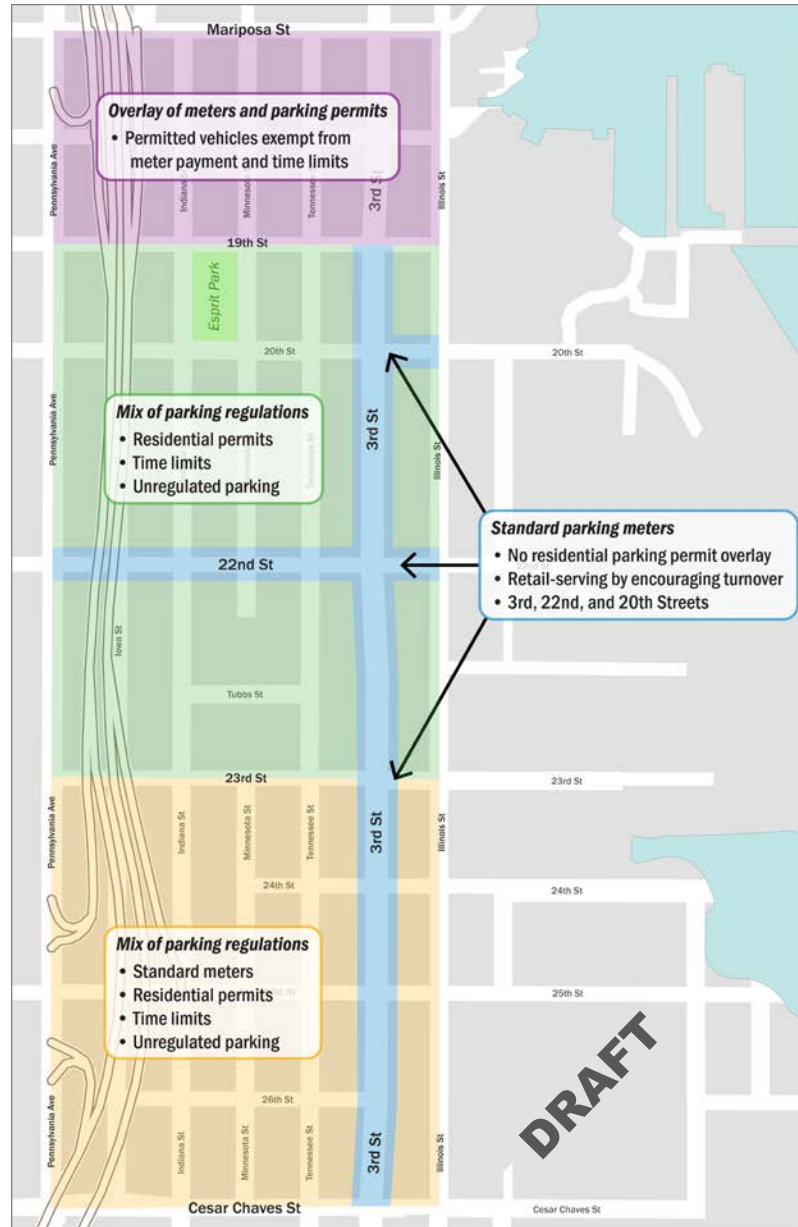 Mariposa St
Overlay of meters and parking permits
• Permitted vehicles exempt from
meter payment and time limits
Pennsylvania Ave
Indiana St
Minnesota St
Tennessee St
3rd St
Illinois St
19th St
Esprit Park
20th St
20th St
Pennsylvania Ave
Mix of parking regulations
• Residential permits
• Time limits
• Unregulated parking
3rd St
Illinois St
Standard parking meters
• No residential parking permit overlay
• Retail-serving by encouraging turnover
• 3rd, 22nd, and 20th Streets
22nd St
Iowa St
Tubbs St
23rd St
23rd St
Pennsylvania Ave
Indiana St
Minnesota St
Tennessee St
3rd St
Illinois St
24th St
24th St
Mix of parking regulations
• Standard meters
• Residential permits
• Time limits
• Unregulated parking
25th St
DRAFT
26th St
Pennsylvania Ave
Indiana St
Minnesota St
Tennessee St
3rd St
Illinois St
Cesar Chaves St
Cesar Chaves St